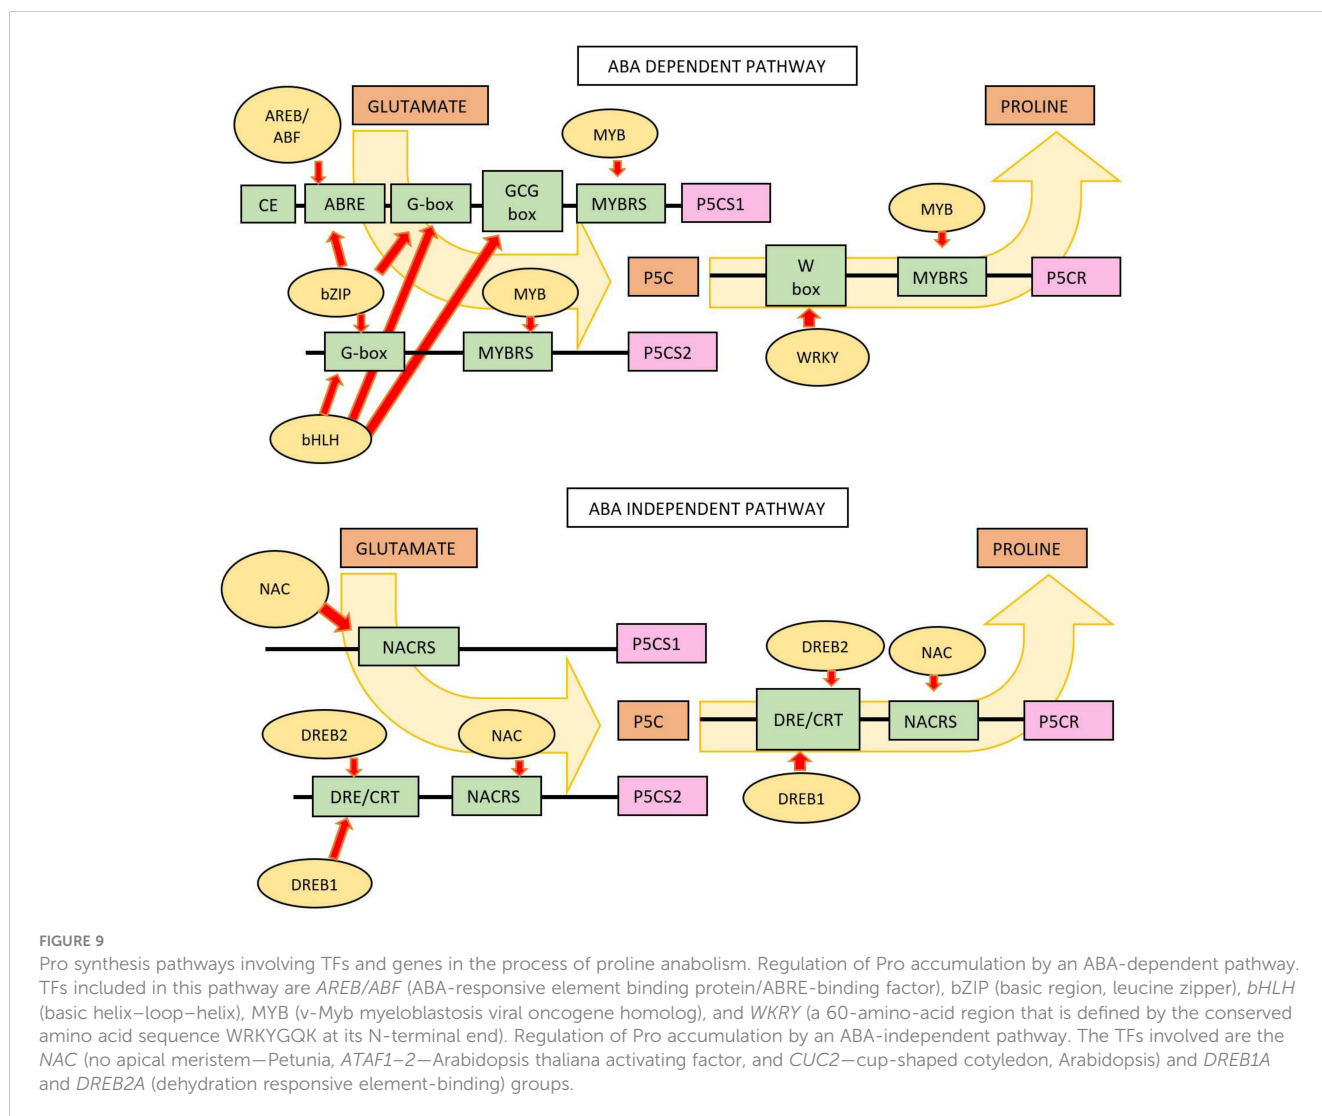 ABA DEPENDENT PATHWAY
AREB/
ABF
GLUTAMATE
MYB
PROLINE
CE
ABRE
G-box
GCG
box
MYBRS
P5CS1
MYB
bZIP
MYB
P5C
W
box
MYBRS
P5CR
G-box
MYBRS
P5CS2
WRKY
bHLH
ABA INDEPENDENT PATHWAY
GLUTAMATE
PROLINE
NAC
NACRS
P5CS1
DREB2
NAC
DREB2
NAC
P5C
DRE/CRT
NACRS
P5CR
DRE/CRT
NACRS
P5CS2
DREB1
DREB1
FIGURE 9
Pro synthesis pathways involving TFs and genes in the process of proline anabolism. Regulation of Pro accumulation by an ABA-dependent pathway.
TFs included in this pathway are AREB/ABF (ABA-responsive element binding protein/ABRE-binding factor), bZIP (basic region, leucine zipper), bHLH
(basic helix–loop–helix), MYB (v-Myb myeloblastosis viral oncogene homolog), and WKRY (a 60-amino-acid region that is defined by the conserved
amino acid sequence WRKYGQK at its N-terminal end). Regulation of Pro accumulation by an ABA-independent pathway. The TFs involved are the
NAC (no apical meristem—Petunia, ATAF1–2—Arabidopsis thaliana activating factor, and CUC2—cup-shaped cotyledon, Arabidopsis) and DREB1A
and DREB2A (dehydration responsive element-binding) groups.